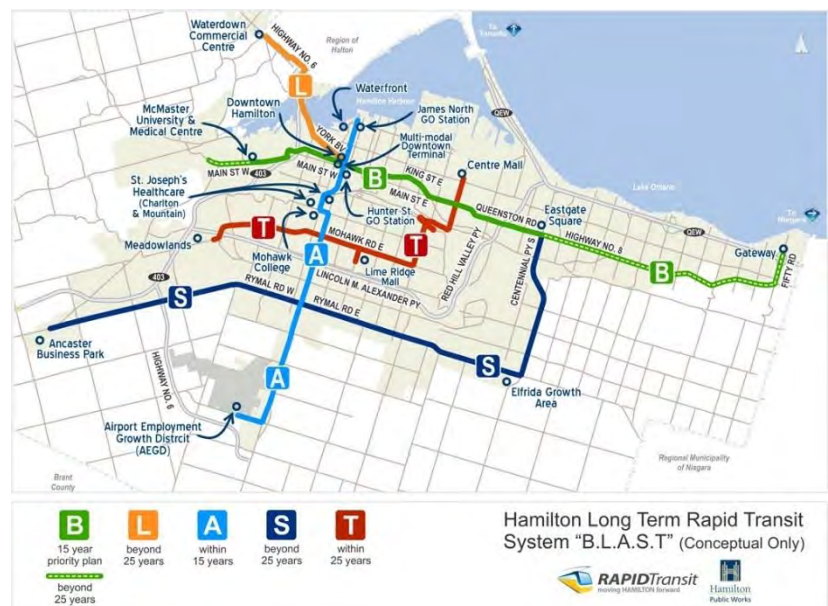 Waterdown
Commercial
Centre
HIGHWAY NO. 6
Region of
Halton
To
Toronto
L
McMaster
University &
Medical Centre
Downtown
Hamilton
Waterfront
Hamilton Harbour
James North
GO Station
Multi-modal
Downtown
Terminal
Centre Mall
QEW
QEW
YORK BV
MAIN ST W
403
MAIN ST W
KING ST E
B
MAIN ST E
Lake Ontario
St. Joseph's
Healthcare
(Charlton
& Mountain)
Hunter St
GO Station
QUEENSTON RD
Eastgate
Square
To
Niagara
Meadowlands
T
MOHAWK RD E
T
RED HILL VALLEY PY
CENTENNIAL PY S
HIGHWAY NO. 8
B
Gateway
FIFTY RD
Mohawk
College
A
Lime Ridge
Mall
LINCOLN M. ALEXANDER PY
403
S
RYMAL RD W
RYMAL RD E
Ancaster
Business Park
HIGHWAY NO. 6
A
S
Elfrida Growth
Area
Airport Employment
Growth Distrcit
(AEGD)
Brant
County
Regional Municipality
of Niagara
B
15 year
priority plan
beyond
25 years
L
beyond
25 years
A
within
15 years
S
beyond
25 years
T
within
25 years
Hamilton Long Term Rapid Transit
System "B.L.A.S.T" (Conceptual Only)
RAPIDTransit
moving HAMILTON forward
Hamilton
Public Works